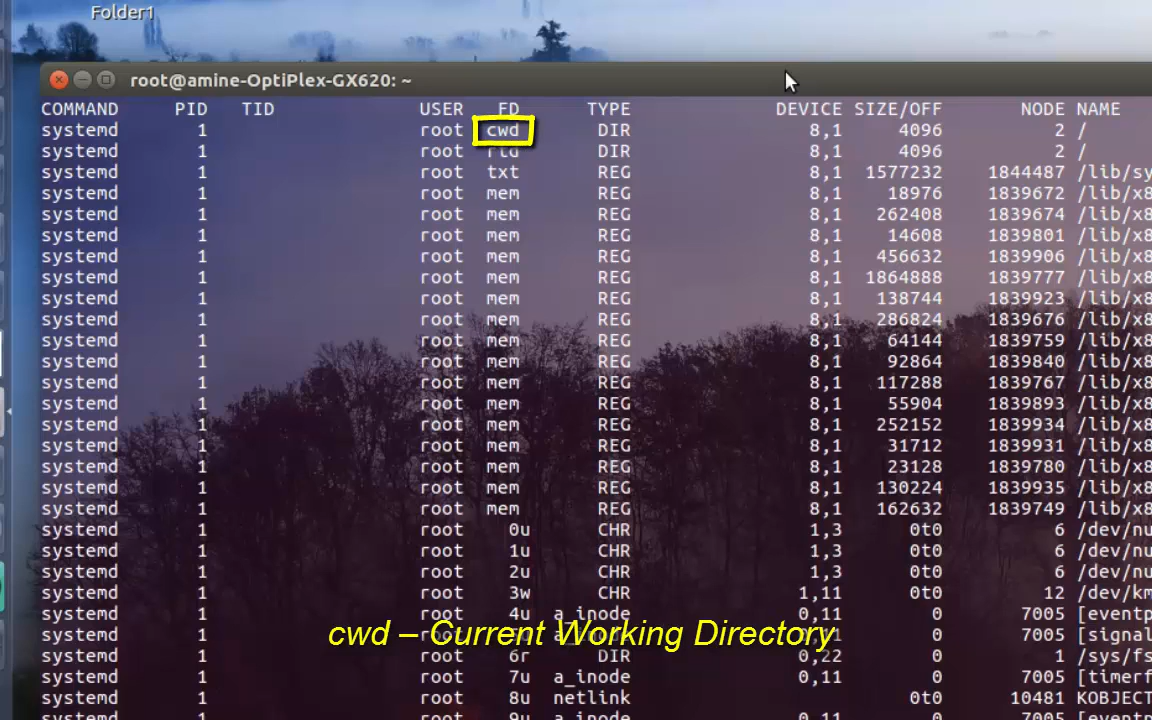 Folder1
root@amine-OptiPlex-GX620: ~
COMMAND PID TID USER FD TYPE DEVICE SIZE/OFF NODE NAME
systemd 1 root cwd DIR 8,1 4096 2 /
systemd 1 root rtd DIR 8,1 4096 2 /
systemd 1 root txt REG 8,1 1577232 1844487 /lib/sy
systemd 1 root mem REG 8,1 18976 1839672 /lib/x8
systemd 1 root mem REG 8,1 262408 1839674 /lib/x8
systemd 1 root mem REG 8,1 14608 1839801 /lib/x8
systemd 1 root mem REG 8,1 456632 1839906 /lib/x8
systemd 1 root mem REG 8,1 1864888 1839777 /lib/x8
systemd 1 root mem REG 8,1 138744 1839923 /lib/x8
systemd 1 root mem REG 8,1 286824 1839676 /lib/x8
systemd 1 root mem REG 8,1 64144 1839759 /lib/x8
systemd 1 root mem REG 8,1 92864 1839840 /lib/x8
systemd 1 root mem REG 8,1 117288 1839767 /lib/x8
systemd 1 root mem REG 8,1 55904 1839893 /lib/x8
systemd 1 root mem REG 8,1 252152 1839934 /lib/x8
systemd 1 root mem REG 8,1 31712 1839931 /lib/x8
systemd 1 root mem REG 8,1 23128 1839780 /lib/x8
systemd 1 root mem REG 8,1 130224 1839935 /lib/x8
systemd 1 root mem REG 8,1 162632 1839749 /lib/x8
systemd 1 root 0u CHR 1,3 0t0 6 /dev/nu
systemd 1 root 1u CHR 1,3 0t0 6 /dev/nu
systemd 1 root 2u CHR 1,3 0t0 6 /dev/nu
systemd 1 root 3w CHR 1,11 0t0 12 /dev/km
systemd 1 root 4u a_inode 0,11 0 7005 [eventp
systemd 1 root 0 7005 [signal
cwd – Current Working Directory
systemd 1 root 6r DIR 0,22 0 1 /sys/fs
systemd 1 root 7u a_inode 0,11 0 7005 [timerf
systemd 1 root 8u netlink 0t0 10481 KOBJECT
systemd 1 root 9u a_inode 0,11 0 7005 [eventp